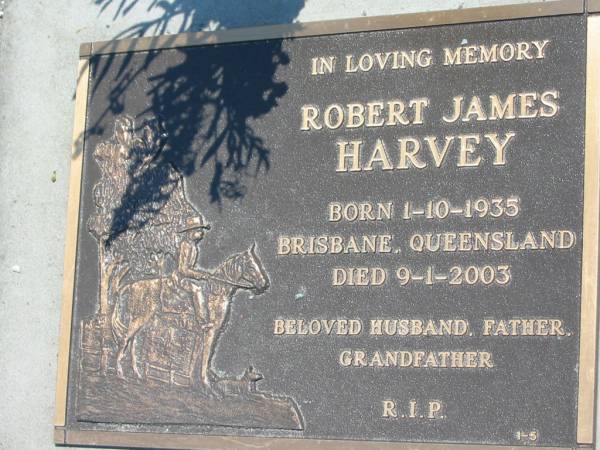 IN LOVING MEMORY
ROBERT JAMES
HARVEY
BORN 1-10-1935
BRISBANE, QUEENSLAND
DIED 9-1-2003
BELOVED HUSBAND, FATHER,
GRANDFATHER
R.I.P.
1-5